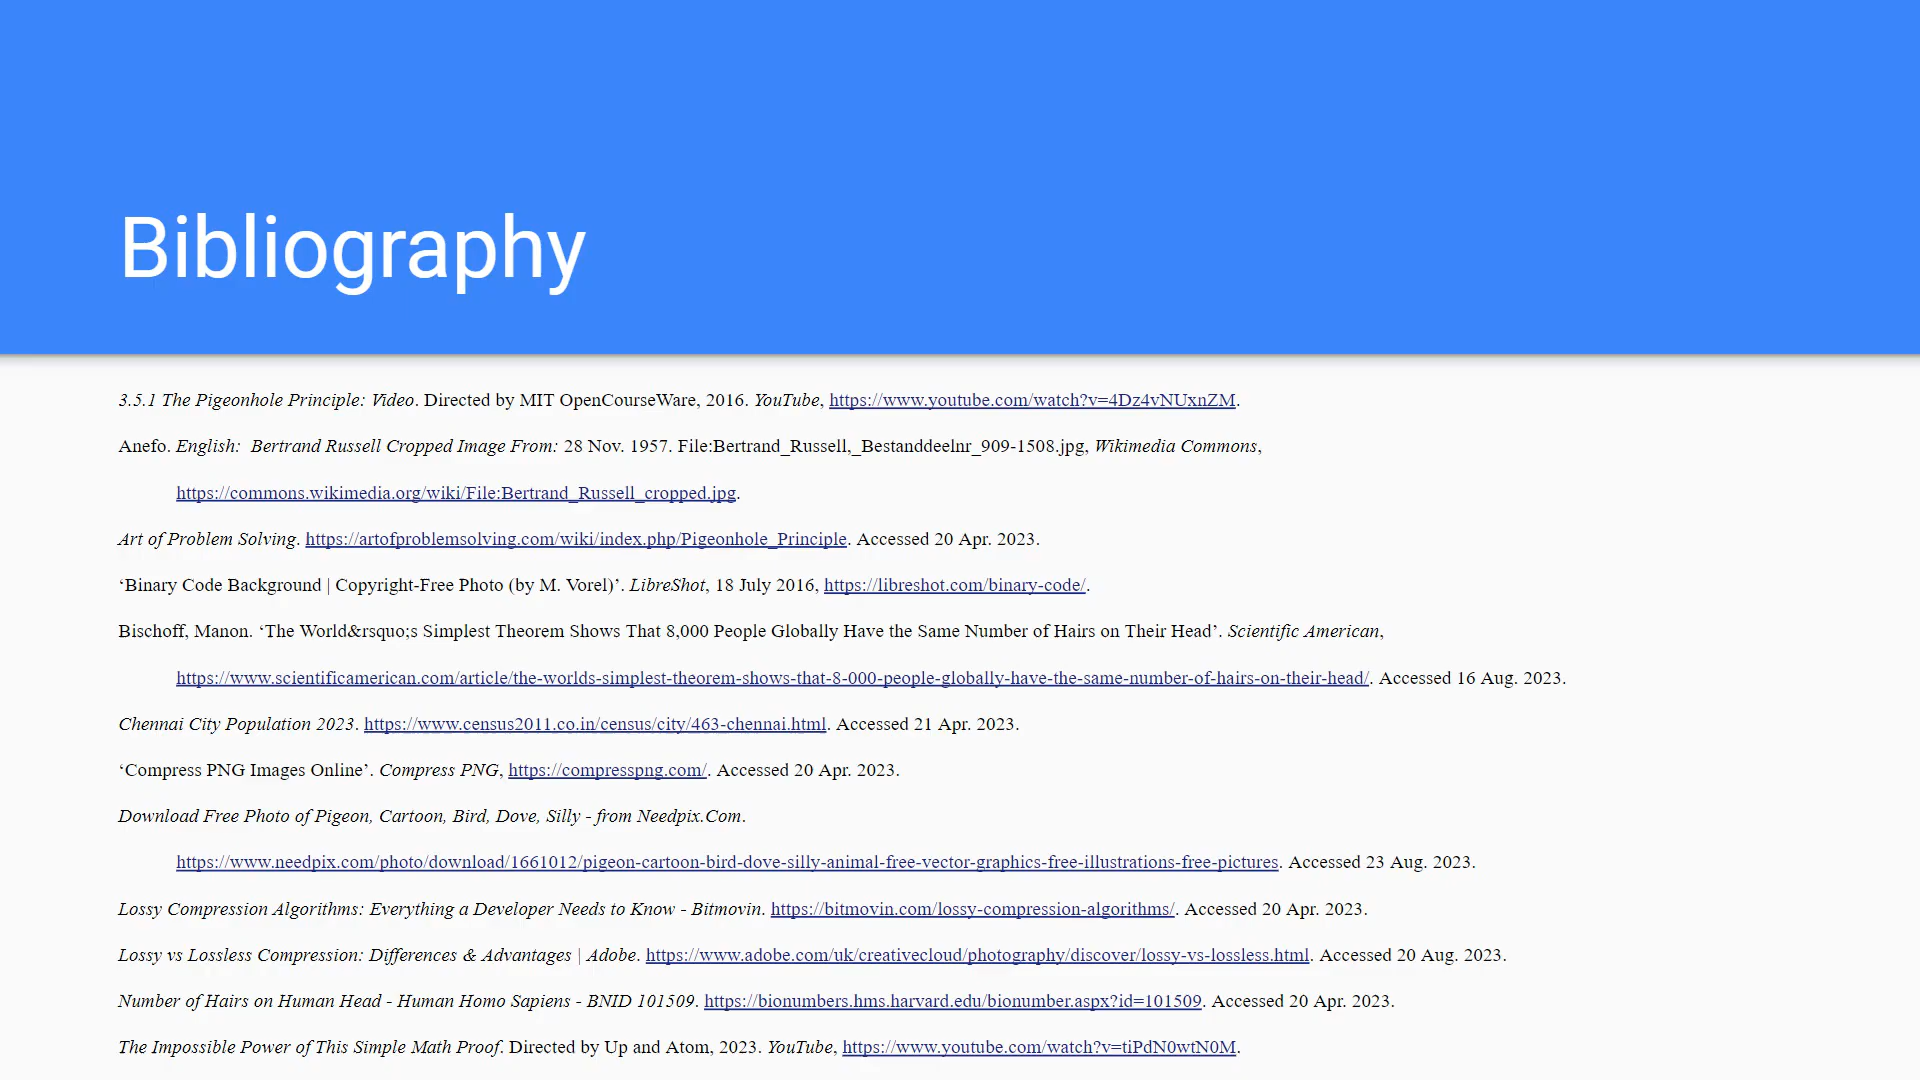 Bibliography
3.5.1 The Pigeonhole Principle: Video. Directed by MIT OpenCourseWare, 2016. YouTube, https://www.youtube.com/watch?v=4Dz4vNUxnZM.
Anefo. English:  Bertrand Russell Cropped Image From: 28 Nov. 1957. File:Bertrand_Russell,_Bestanddeelnr_909-1508.jpg, Wikimedia Commons,
https://commons.wikimedia.org/wiki/File:Bertrand_Russell_cropped.jpg.
Art of Problem Solving. https://artofproblemsolving.com/wiki/index.php/Pigeonhole_Principle. Accessed 20 Apr. 2023.
‘Binary Code Background | Copyright-Free Photo (by M. Vorel)’. LibreShot, 18 July 2016, https://libreshot.com/binary-code/.
Bischoff, Manon. ‘The World&rsquo;s Simplest Theorem Shows That 8,000 People Globally Have the Same Number of Hairs on Their Head’. Scientific American,
https://www.scientificamerican.com/article/the-worlds-simplest-theorem-shows-that-8-000-people-globally-have-the-same-number-of-hairs-on-their-head/. Accessed 16 Aug. 2023.
Chennai City Population 2023. https://www.census2011.co.in/census/city/463-chennai.html. Accessed 21 Apr. 2023.
‘Compress PNG Images Online’. Compress PNG, https://compresspng.com/. Accessed 20 Apr. 2023.
Download Free Photo of Pigeon, Cartoon, Bird, Dove, Silly - from Needpix.Com.
https://www.needpix.com/photo/download/1661012/pigeon-cartoon-bird-dove-silly-animal-free-vector-graphics-free-illustrations-free-pictures. Accessed 23 Aug. 2023.
Lossy Compression Algorithms: Everything a Developer Needs to Know - Bitmovin. https://bitmovin.com/lossy-compression-algorithms/. Accessed 20 Apr. 2023.
Lossy vs Lossless Compression: Differences & Advantages | Adobe. https://www.adobe.com/uk/creativecloud/photography/discover/lossy-vs-lossless.html. Accessed 20 Aug. 2023.
Number of Hairs on Human Head - Human Homo Sapiens - BNID 101509. https://bionumbers.hms.harvard.edu/bionumber.aspx?id=101509. Accessed 20 Apr. 2023.
The Impossible Power of This Simple Math Proof. Directed by Up and Atom, 2023. YouTube, https://www.youtube.com/watch?v=tiPdN0wtN0M.